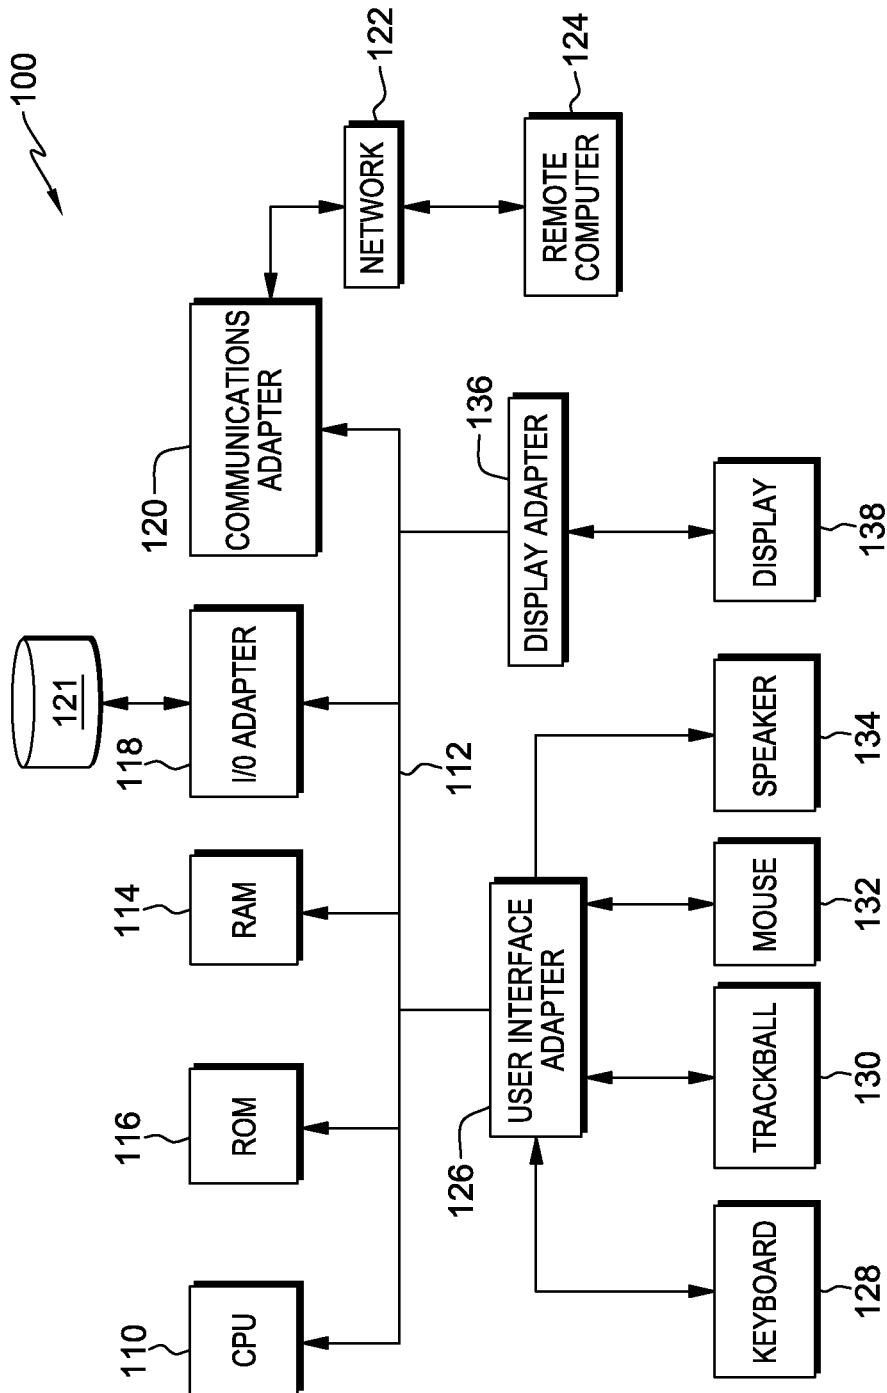 100
121
110
116
114
118
120
CPU
ROM
RAM
I/0 ADAPTER
COMMUNICATIONS
ADAPTER
122
NETWORK
112
126
136
USER INTERFACE
ADAPTER
DISPLAY ADAPTER
124
REMOTE
COMPUTER
KEYBOARD
TRACKBALL
MOUSE
SPEAKER
DISPLAY
128
130
132
134
138